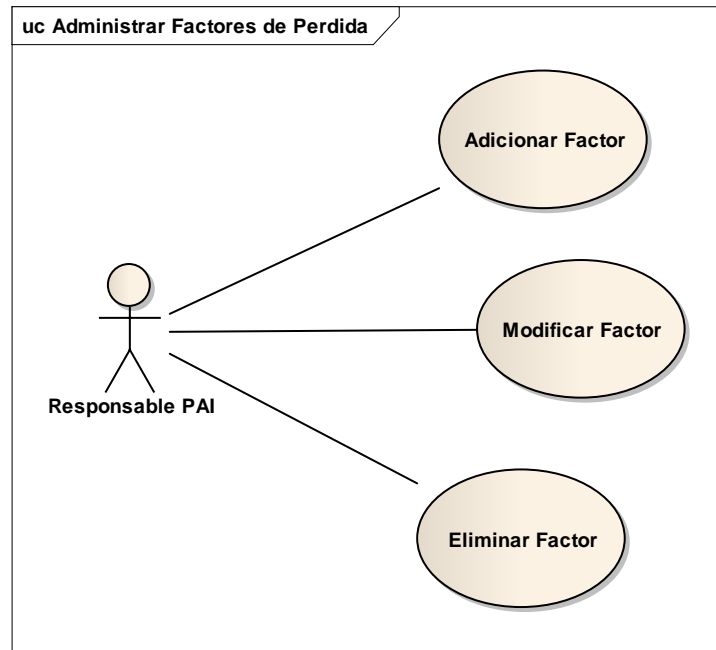 uc Administrar Factores de Perdida
Adicionar Factor
Modificar Factor
Responsable PAI
Eliminar Factor